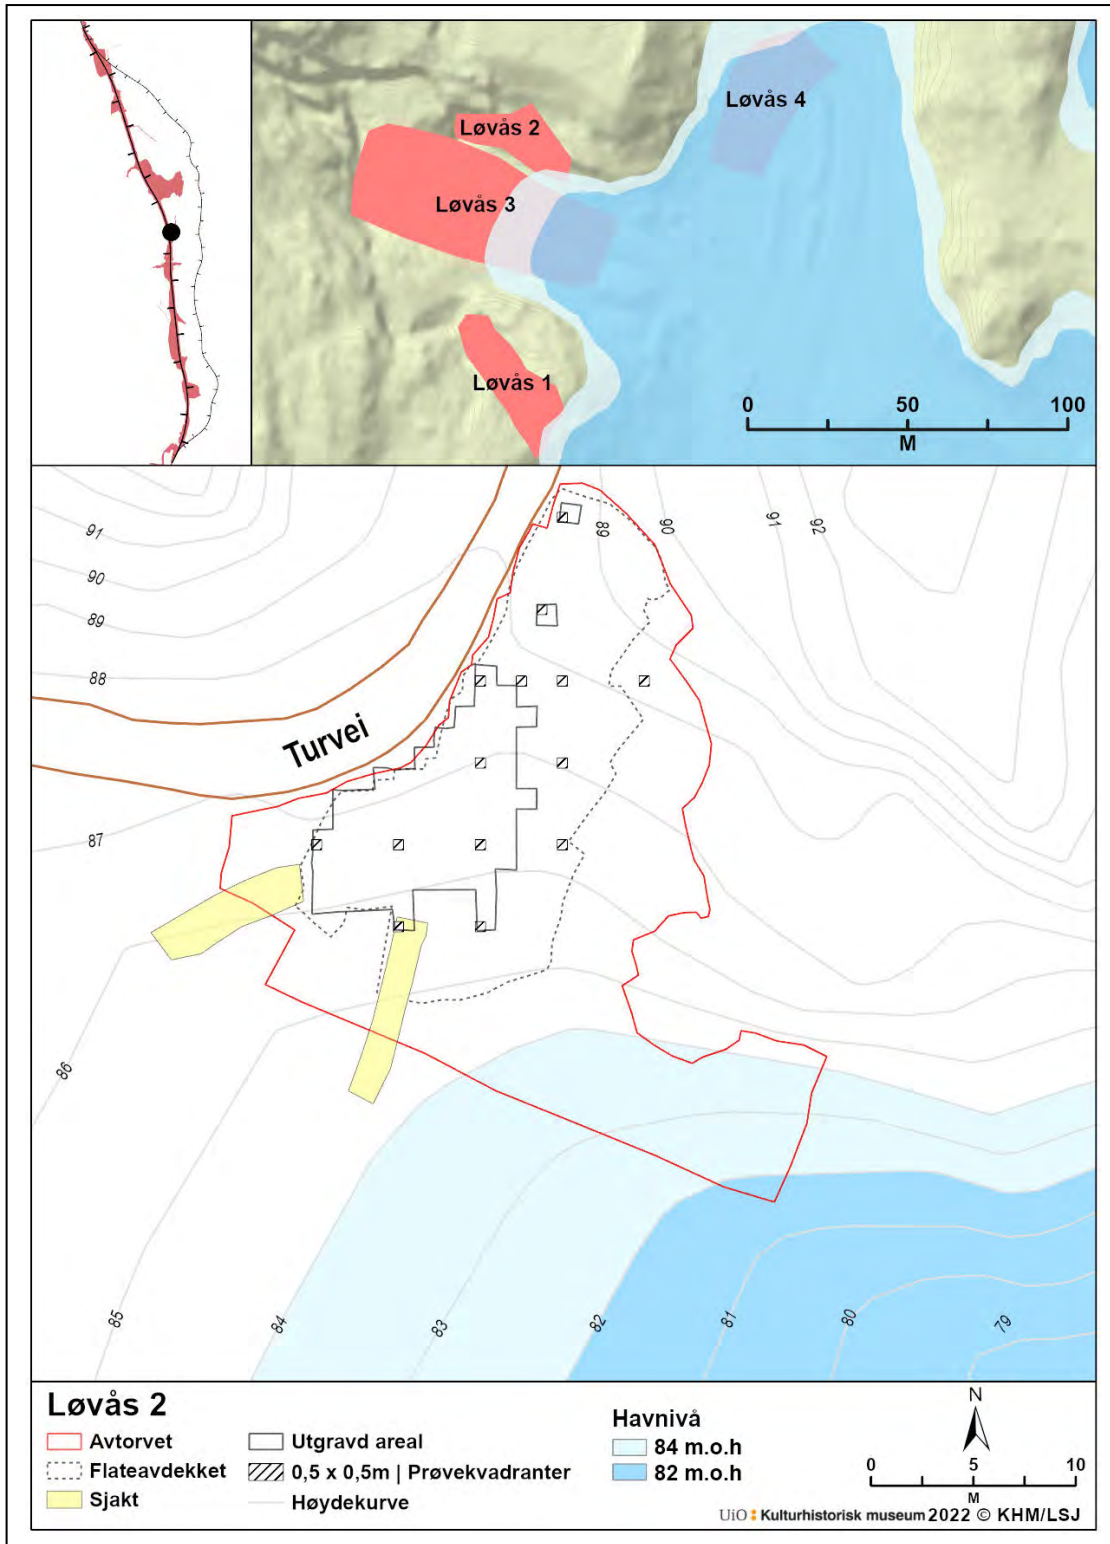 Løvås 4
Løvås 2
Løvås 3
Løvås 1
0 50 100
M
91
90
89
88
87
86
85
84
83
82
81
80
79
89
90
91
92
Turvei
Løvås 2
Avtorvet
Flateavdekket
Sjakt
Utgravd areal
0,5 x 0,5m | Prøvekvadranter
Høydekurve
Havnivå
84 m.o.h
82 m.o.h
N
0 5 10
M
UiO Kulturhistorisk museum 2022 © KHM/LSJ